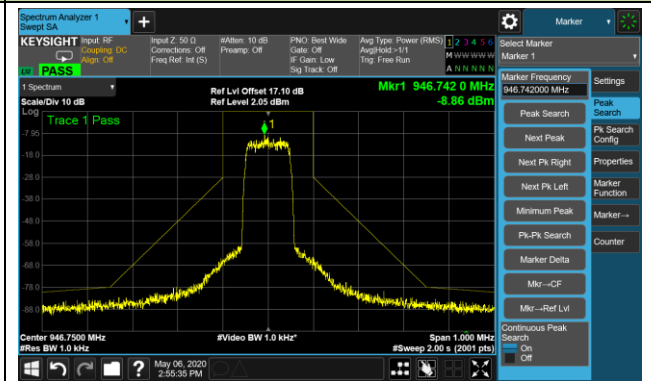 Spectrum Analyzer 1
Swept SA
Marker
KEYSIGHT
Input: RF
Coupling: DC
Align: Off
Input Z: 50 Ω
Corrections: Off
Freq Ref: Int (S)
#Atten: 10 dB
Preamp: Off
PNO: Best Wide
Gate: Off
IF Gain: Low
Sig Track: Off
Avg Type: Power (RMS)
Avg|Hold:>1/1
Trig: Free Run
1 2 3 4 5 6
M W W W W W
A N N N N N
PASS
Select Marker
Marker 1
1 Spectrum
Scale/Div 10 dB
Ref Lvl Offset 17.10 dB
Ref Level 2.05 dBm
Mkr1 946.742 0 MHz
-8.86 dBm
Log
Trace 1 Pass
1
-7.95
-18.0
-28.0
-38.0
-48.0
-58.0
-68.0
-78.0
-88.0
Center 946.7500 MHz
#Res BW 1.0 kHz
#Video BW 1.0 kHz*
Span 1.000 MHz
#Sweep 2.00 s (2001 pts)
Marker Frequency
946.742000 MHz
Peak Search
Next Peak
Next Pk Right
Next Pk Left
Minimum Peak
Pk-Pk Search
Marker Delta
Mkr→CF
Mkr→Ref Lvl
Continuous Peak
Search
On
Off
Settings
Peak
Search
Pk Search
Config
Properties
Marker
Function
Marker→
Counter
?
May 06, 2020
2:55:35 PM